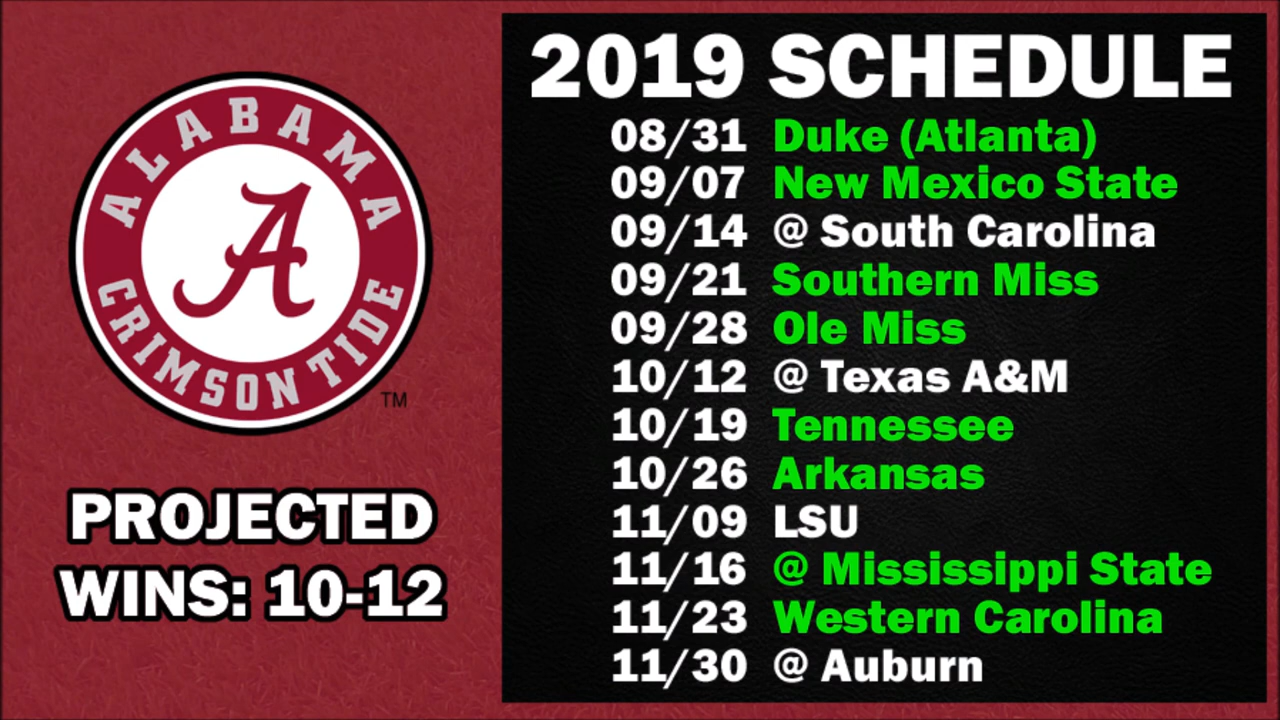 ALABAMA
A
CRIMSON TIDE
TM
PROJECTED
WINS: 10-12
2019 SCHEDULE
08/31 Duke (Atlanta)
09/07 New Mexico State
09/14 @ South Carolina
09/21 Southern Miss
09/28 Ole Miss
10/12 @ Texas A&M
10/19 Tennessee
10/26 Arkansas
11/09 LSU
11/16 @ Mississippi State
11/23 Western Carolina
11/30 @ Auburn